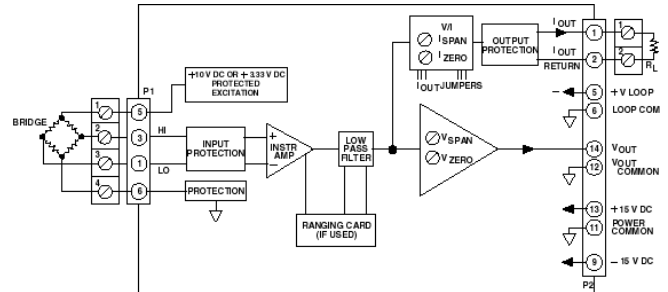 V/I
I SPAN
I ZERO
I OUT JUMPERS
OUTPUT
PROTECTION
I OUT
1
I OUT
2
RETURN
1
2
R L
P1
+10 V DC OR + 3.33 V DC
PROTECTED
EXCITATION
- 5 + V LOOP
6 LOOP COM
BRIDGE
1
5
2
3
HI
3
1
LO
4
6
INPUT
PROTECTION
PROTECTION
+
-
INSTR
AMP
LOW
PASS
FILTER
V SPAN
V ZERO
14 V OUT
12 V OUT
COMMON
RANGING CARD
(IF USED)
13 + 15 V DC
11 POWER
COMMON
9 - 15 V DC
P2